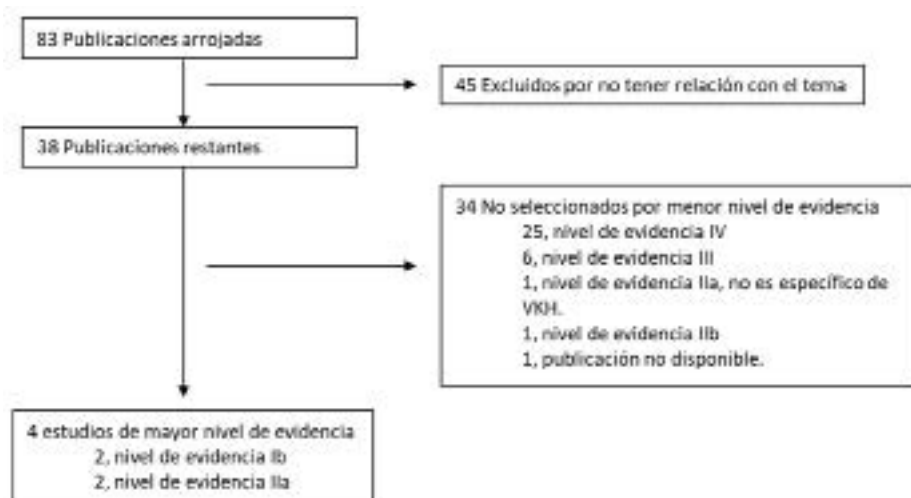 83 Publicaciones arrojadas
45 Excluidos por no tener relación con el tema
38 Publicaciones restantes
34 No seleccionados por menor nivel de evidencia
25, nivel de evidencia IV
6, nivel de evidencia III
1, nivel de evidencia IIa, no es específico de
VKH.
1, nivel de evidencia IIb
1, publicación no disponible.
4 estudios de mayor nivel de evidencia
2, nivel de evidencia Ib
2, nivel de evidencia IIa